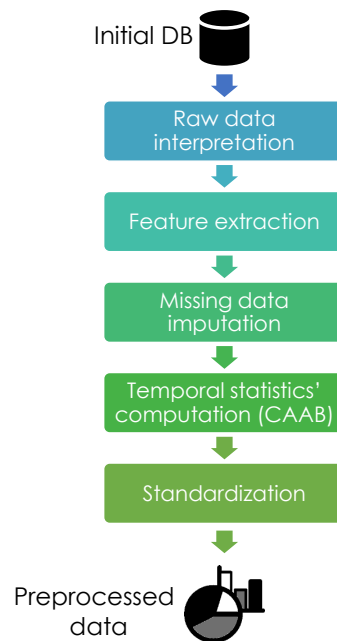 Initial DB
Raw data
interpretation
Feature extraction
Missing data
imputation
Temporal statistics’
computation (CAAB)
Standardization
Preprocessed
data